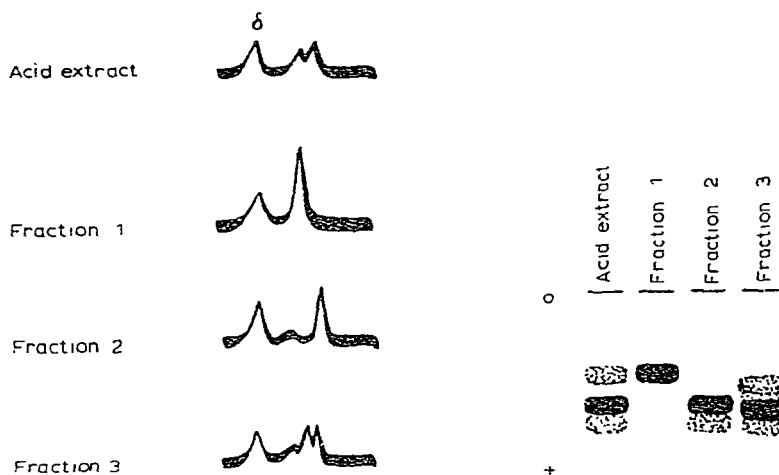 δ
Acid extract
Fraction 1
Fraction 2
Fraction 3
Acid extract
Fraction 1
Fraction 2
Fraction 3
o
+